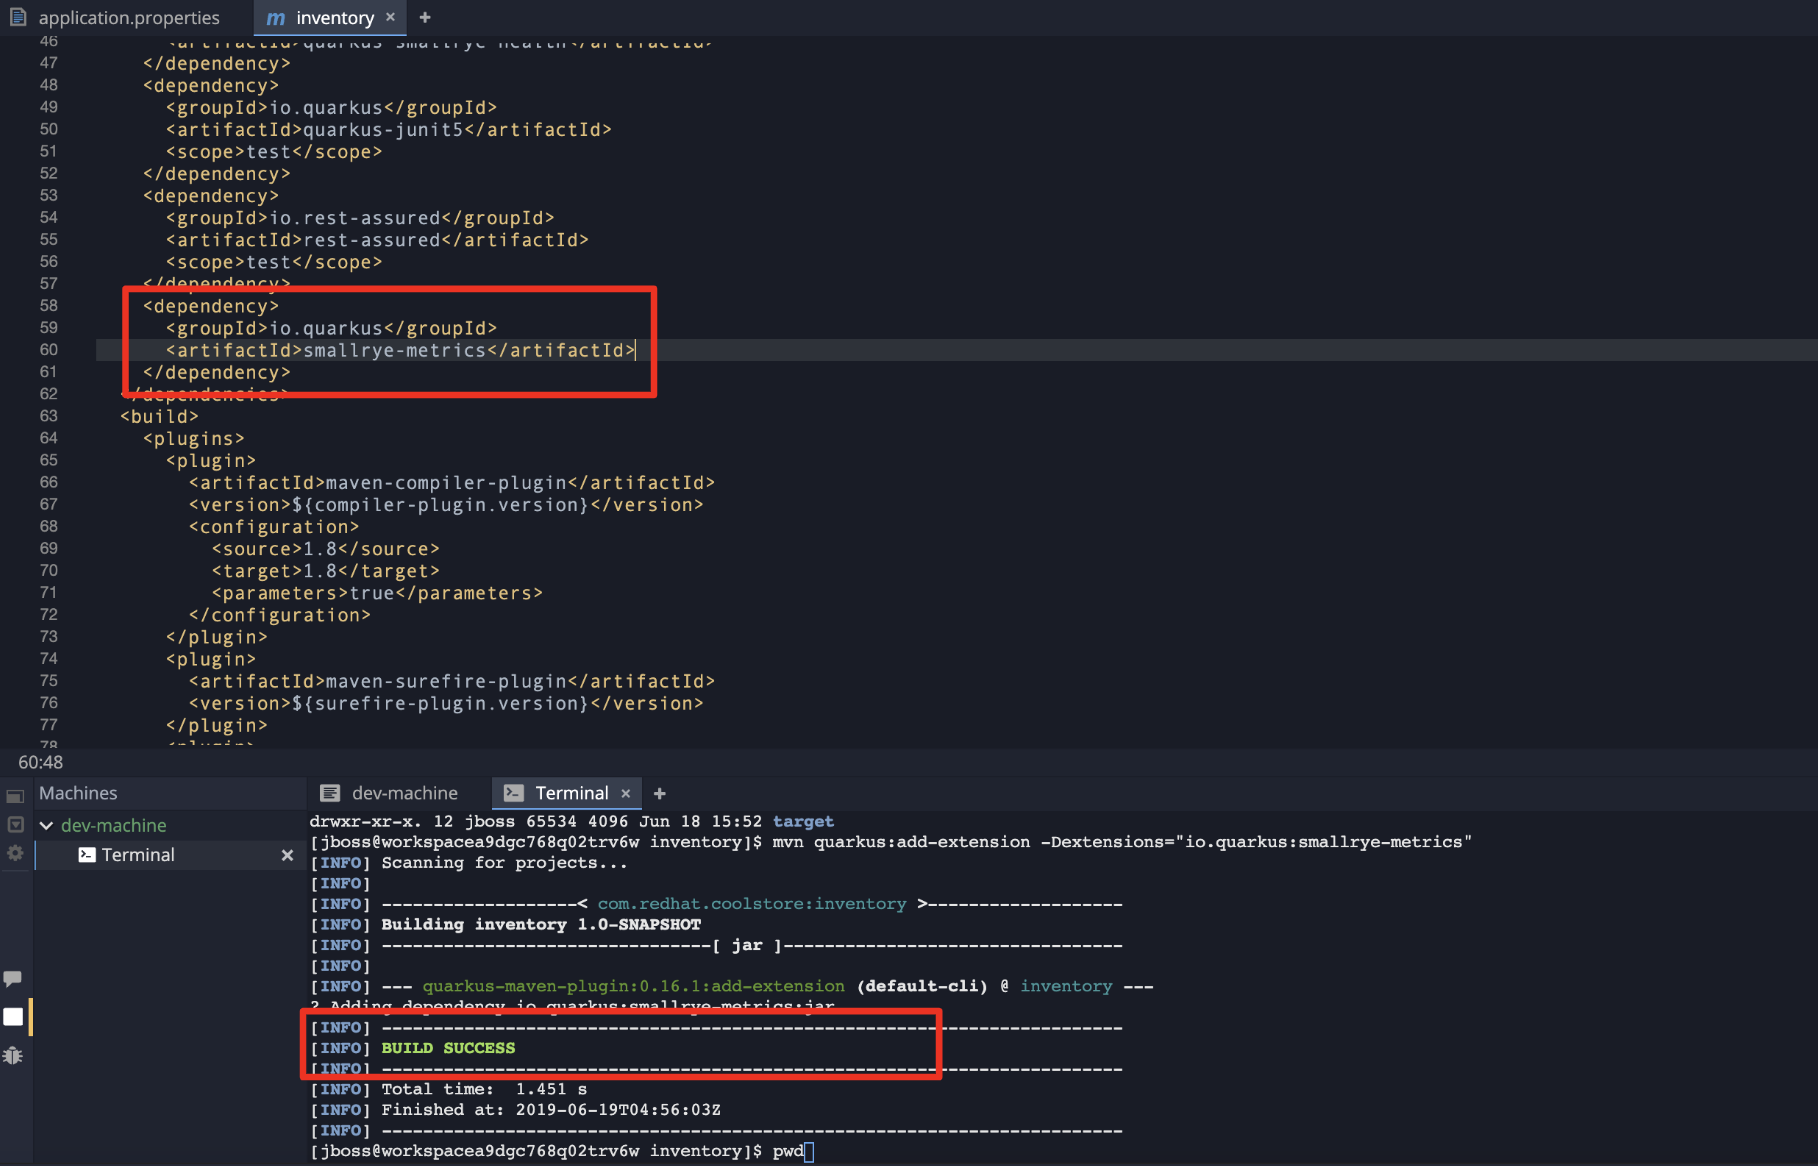 application.properties
m inventory × +
46 <artifactId>quarkus-smallrye-health</artifactId>
47 </dependency>
48 <dependency>
49 <groupId>io.quarkus</groupId>
50 <artifactId>quarkus-junit5</artifactId>
51 <scope>test</scope>
52 </dependency>
53 <dependency>
54 <groupId>io.rest-assured</groupId>
55 <artifactId>rest-assured</artifactId>
56 <scope>test</scope>
57 </dependency>
58 <dependency>
59 <groupId>io.quarkus</groupId>
60 <artifactId>smallrye-metrics</artifactId>
61 </dependency>
62 </dependencies>
63 <build>
64 <plugins>
65 <plugin>
66 <artifactId>maven-compiler-plugin</artifactId>
67 <version>${compiler-plugin.version}</version>
68 <configuration>
69 <source>1.8</source>
70 <target>1.8</target>
71 <parameters>true</parameters>
72 </configuration>
73 </plugin>
74 <plugin>
75 <artifactId>maven-surefire-plugin</artifactId>
76 <version>${surefire-plugin.version}</version>
77 </plugin>
78 <plugin>
60:48
Machines
dev-machine
Terminal ×
dev-machine
Terminal × +
drwxr-xr-x. 12 jboss 65534 4096 Jun 18 15:52 target
[jboss@workspacea9dgc768q02trv6w inventory]$ mvn quarkus:add-extension -Dextensions="io.quarkus:smallrye-metrics"
[INFO] Scanning for projects...
[INFO]
[INFO] -------------------< com.redhat.coolstore:inventory >-------------------
[INFO] Building inventory 1.0-SNAPSHOT
[INFO] --------------------------------[ jar ]---------------------------------
[INFO]
[INFO] --- quarkus-maven-plugin:0.16.1:add-extension (default-cli) @ inventory ---
? Adding dependency io.quarkus:smallrye-metrics:jar
[INFO] ------------------------------------------------------------------------
[INFO] BUILD SUCCESS
[INFO] ------------------------------------------------------------------------
[INFO] Total time:  1.451 s
[INFO] Finished at: 2019-06-19T04:56:03Z
[INFO] ------------------------------------------------------------------------
[jboss@workspacea9dgc768q02trv6w inventory]$ pwd